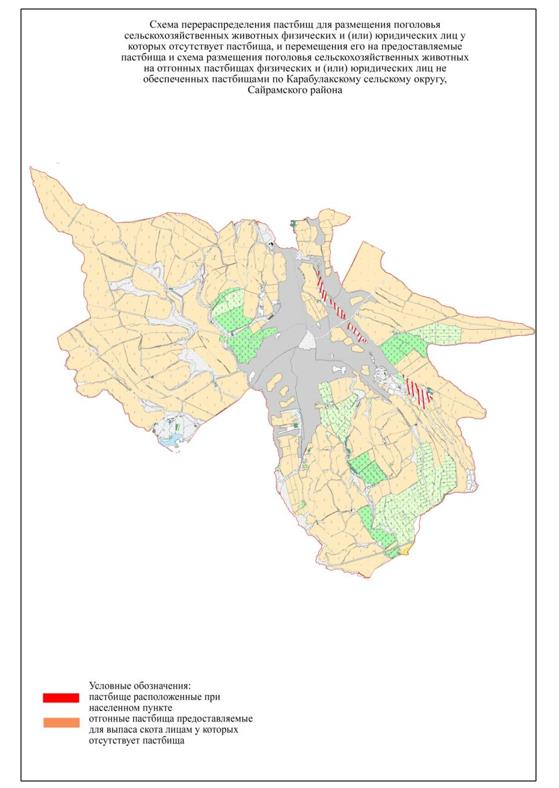 Схема перераспределения пастбищ для размещения поголовья
сельскохозяйственных животных физических и (или) юридических лиц у
которых отсутствует пастбища, и перемещения его на предоставляемые
пастбища и схема размещения поголовья сельскохозяйственных животных
на отгонных пастбищах физических и (или) юридических лиц не
обеспеченных пастбищами по Карабулакскому сельскому округу,
Сайрамского района
Условные обозначения:
пастбище расположенные при
населенном пункте
отгонные пастбища предоставляемые
для выпаса скота лицам у которых
отсутствует пастбища